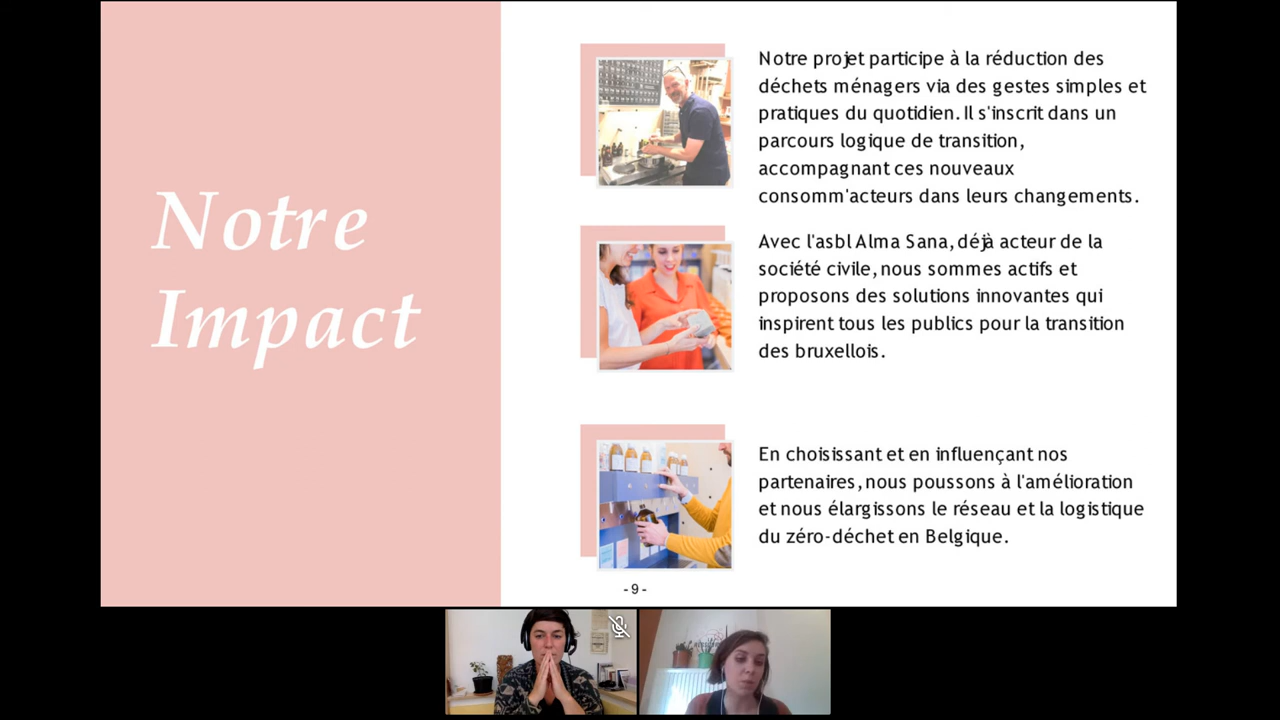 Notre
Impact
Notre projet participe à la réduction des
déchets ménagers via des gestes simples et
pratiques du quotidien. Il s'inscrit dans un
parcours logique de transition,
accompagnant ces nouveaux
consomm'acteurs dans leurs changements.
Avec l'asbl Alma Sana, déjà acteur de la
société civile, nous sommes actifs et
proposons des solutions innovantes qui
inspirent tous les publics pour la transition
des bruxellois.
En choisissant et en influençant nos
partenaires, nous poussons à l'amélioration
et nous élargissons le réseau et la logistique
du zéro-déchet en Belgique.
- 9 -